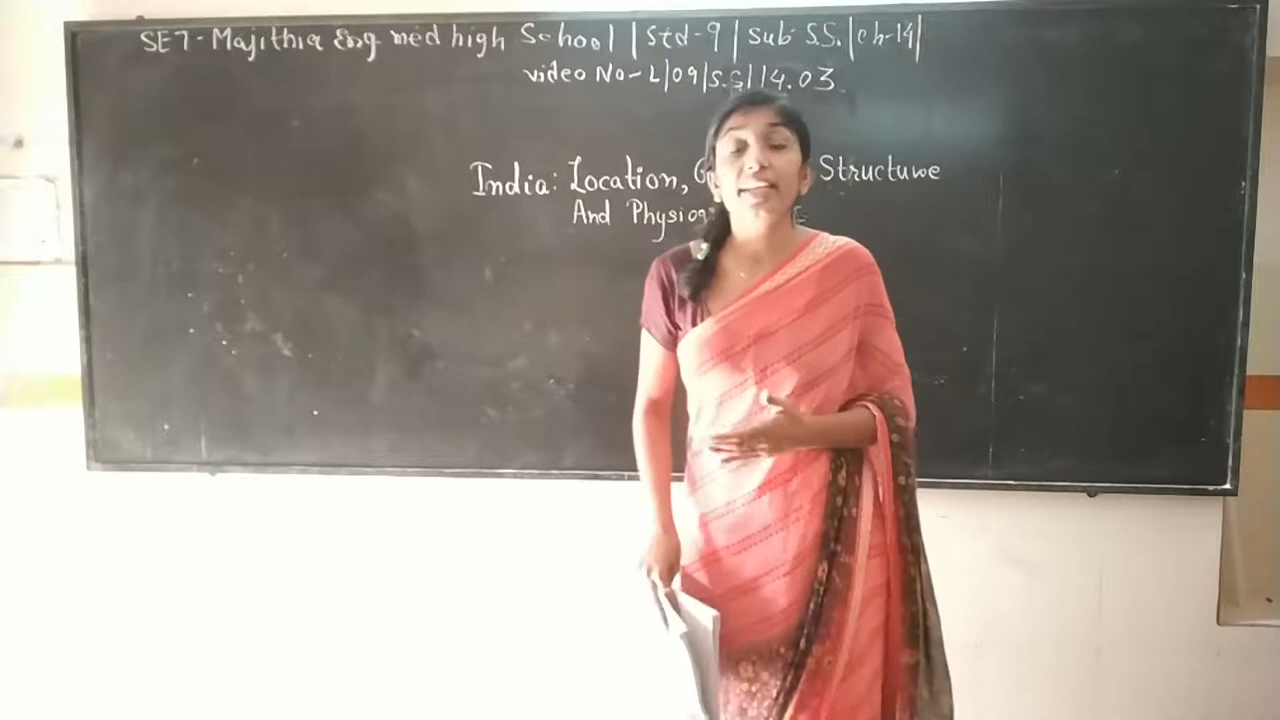 SET - Majithia Eng med high School | Std-9 | Sub S.S. | ch-14 |
video No - L|09|S.S|14.03
India: Location, Structure
And